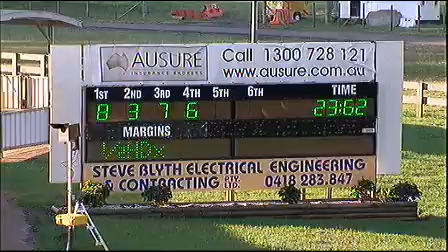 AUSURE
INSURANCE BROKERS
Call 1300 728 121
www.ausure.com.au
1ST 2ND 3RD 4TH 5TH 6TH TIME
8 3 7 6 23:62
MARGINS
STEVE BLYTH ELECTRICAL ENGINEERING
& CONTRACTING PTY LTD 0418 283 847